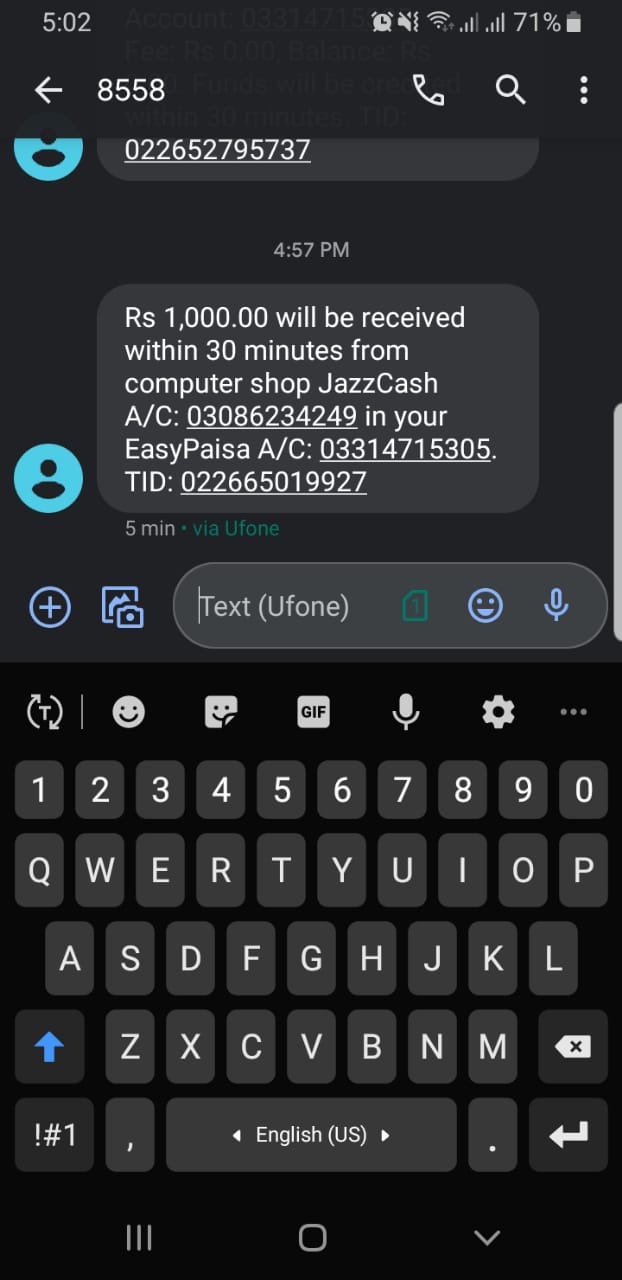 5:02
71%
Account: 03314715
Fee: Rs 0.00, Balance: Rs
8558
Funds will be
within 30 minutes. TID:
022652795737
4:57 PM
Rs 1,000.00 will be received
within 30 minutes from
computer shop JazzCash
A/C: 03086234249 in your
EasyPaisa A/C: 03314715305.
TID: 022665019927
5 min • via Ufone
Text (Ufone)
1
GIF
1 2 3 4 5 6 7 8 9 0
Q W E R T Y U I O P
A S D F G H J K L
Z X C V B N M
!#1 , English (US) .